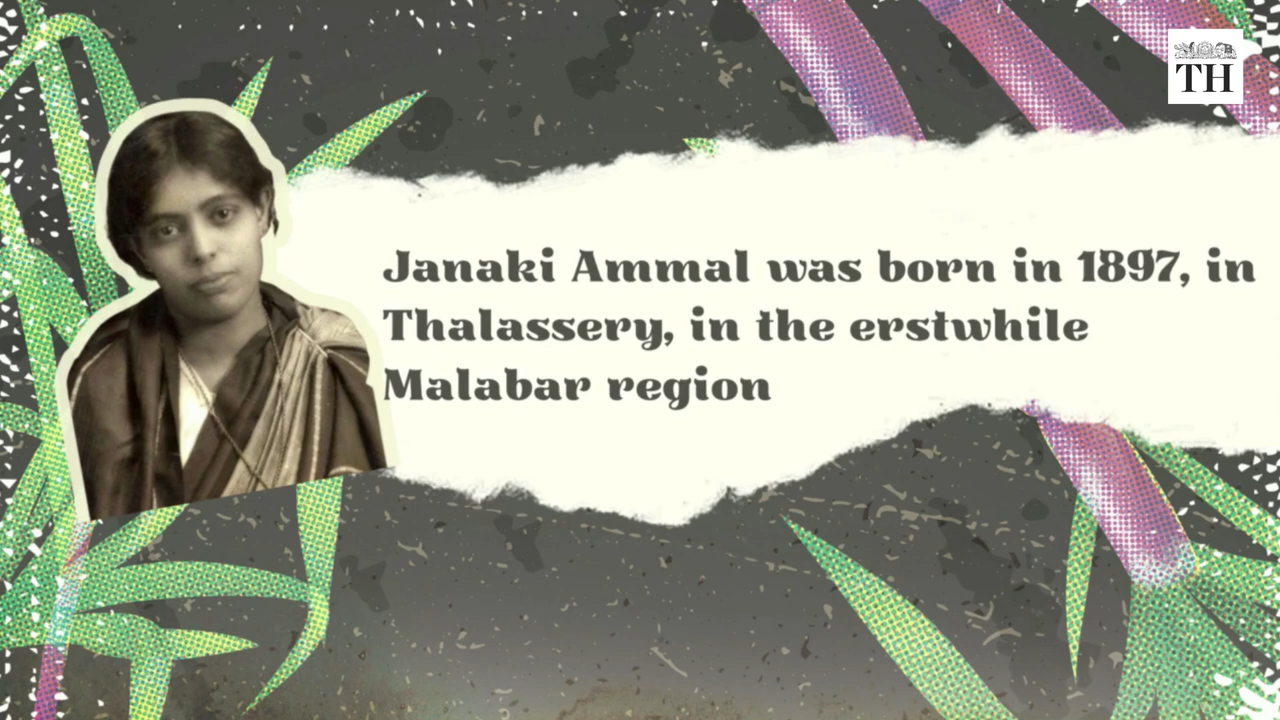 TH
Janaki Ammal was born in 1897, in
Thalassery, in the erstwhile
Malabar region